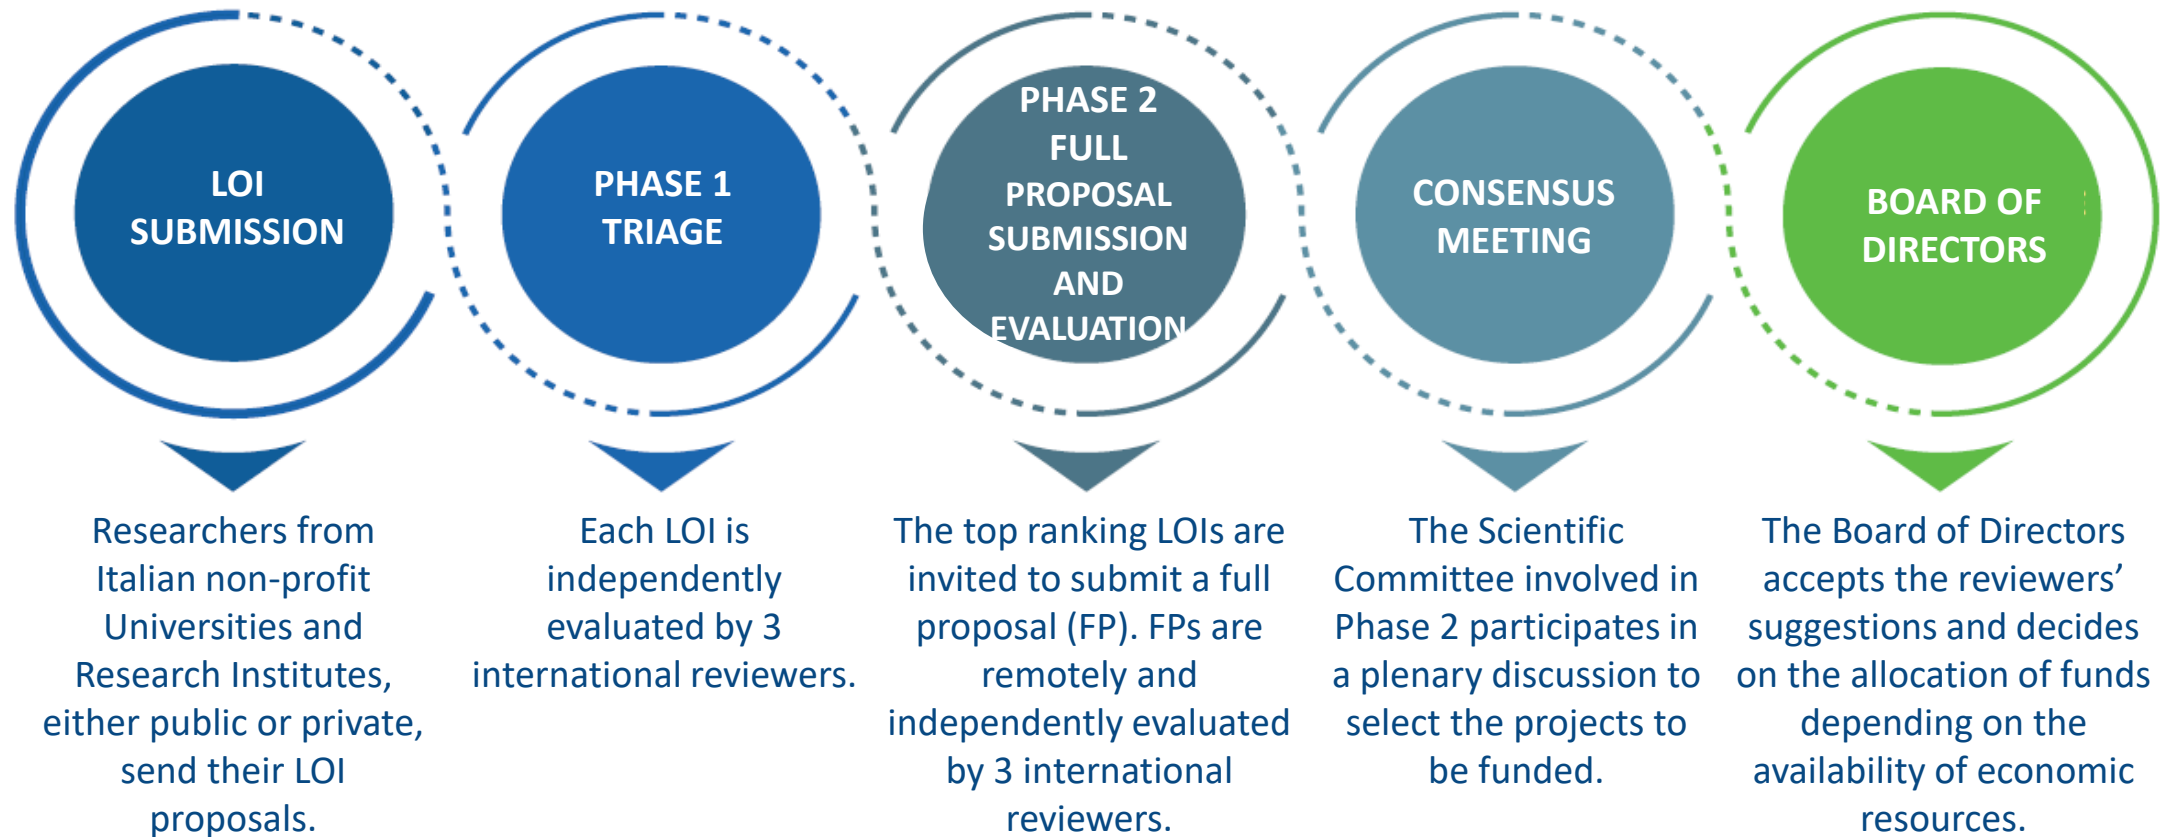 LOI
SUBMISSION
PHASE 1
TRIAGE
PHASE 2
FULL
PROPOSAL
SUBMISSION
AND
EVALUATION
CONSENSUS
MEETING
BOARD OF
DIRECTORS
Researchers from
Italian non-profit
Universities and
Research Institutes,
either public or private,
send their LOI
proposals.
Each LOI is
independently
evaluated by 3
international reviewers.
The top ranking LOIs are
invited to submit a full
proposal (FP). FPs are
remotely and
independently evaluated
by 3 international
reviewers.
The Scientific
Committee involved in
Phase 2 participates in
a plenary discussion to
select the projects to
be funded.
The Board of Directors
accepts the reviewers’
suggestions and decides
on the allocation of funds
depending on the
availability of economic
resources.